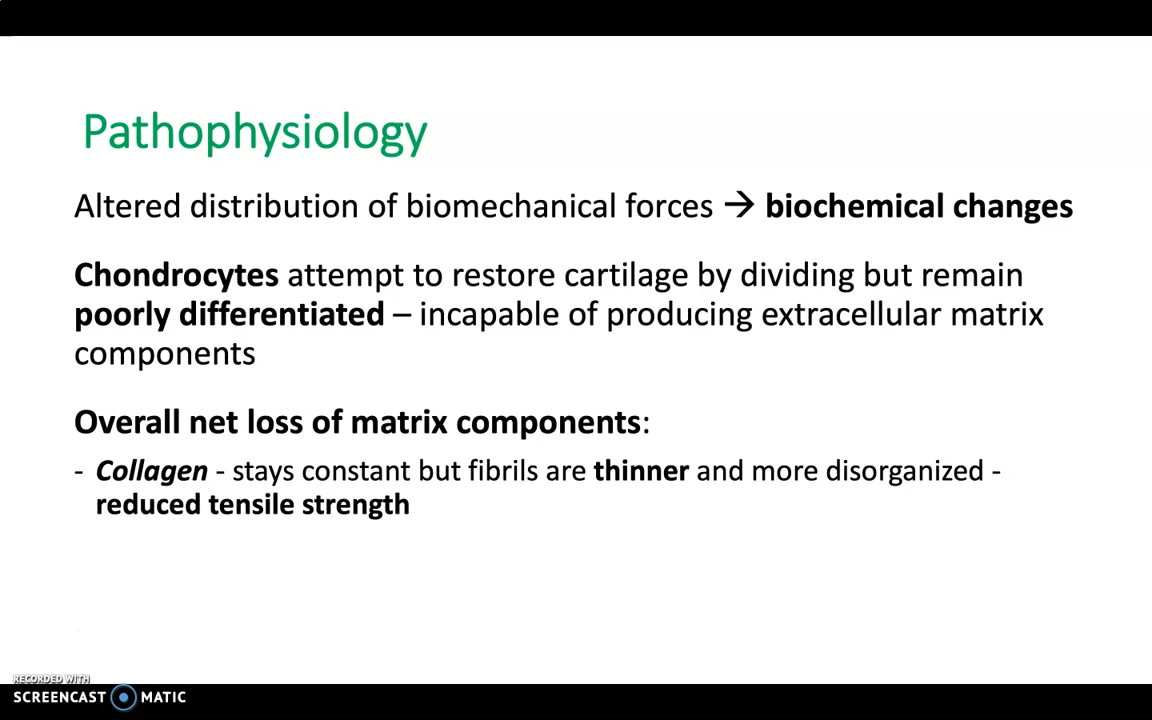 Pathophysiology
Altered distribution of biomechanical forces → biochemical changes
Chondrocytes attempt to restore cartilage by dividing but remain
poorly differentiated – incapable of producing extracellular matrix
components
Overall net loss of matrix components:
- Collagen - stays constant but fibrils are thinner and more disorganized -
reduced tensile strength
RECORDED WITH
SCREENCAST MATIC